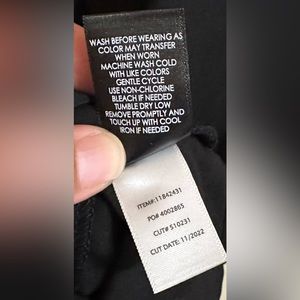 WASH BEFORE WEARING AS
COLOR MAY TRANSFER
WHEN WORN
MACHINE WASH COLD
WITH LIKE COLORS
GENTLE CYCLE
USE NON-CHLORINE
BLEACH IF NEEDED
TUMBLE DRY LOW
REMOVE PROMPTLY AND
TOUCH UP WITH COOL
IRON IF NEEDED
ITEM#: 11842431
PO# 4002865
CUT# S10231
CUT DATE: 11/2022